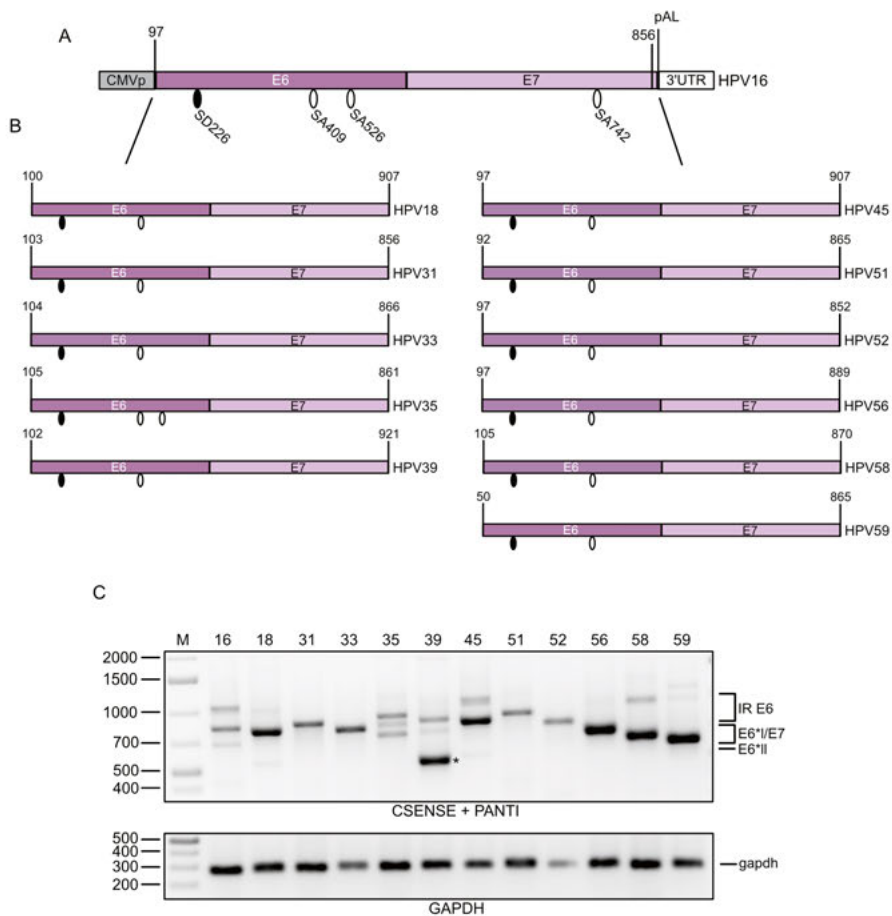 A
97
pAL
856
CMVp
E6
E7
3'UTR
HPV16
SD226
SA409
SA526
SA742
B
100
907
E6
E7
HPV18
103
856
E6
E7
HPV31
104
866
E6
E7
HPV33
105
861
E6
E7
HPV35
102
921
E6
E7
HPV39
97
907
E6
E7
HPV45
92
865
E6
E7
HPV51
97
852
E6
E7
HPV52
97
889
E6
E7
HPV56
105
870
E6
E7
HPV58
50
865
E6
E7
HPV59
C
M 16 18 31 33 35 39 45 51 52 56 58 59
2000
1500
1000
700
500
400
*
IR E6
E6*I/E7
E6*II
CSENSE + PANTI
500
400
300
200
gapdh
GAPDH